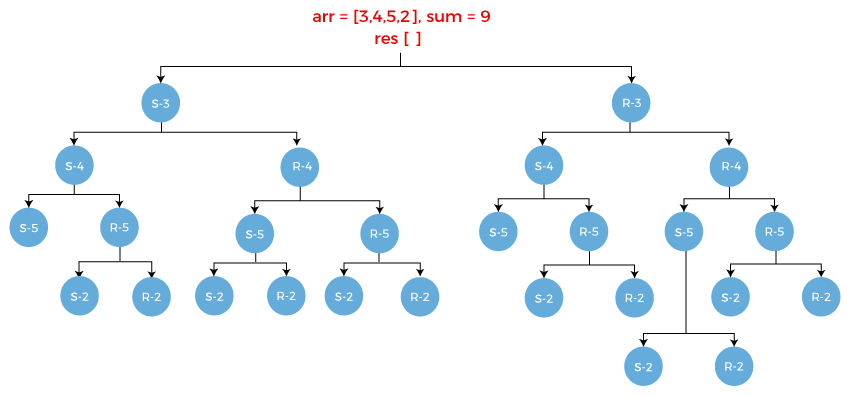 arr = [3,4,5,2], sum = 9
res [ ]
S-3
R-3
S-4
R-4
S-4
R-4
S-5
R-5
S-5
R-5
S-5
R-5
S-5
R-5
S-2
R-2
S-2
R-2
S-2
R-2
S-2
R-2
S-2
R-2
S-2
R-2